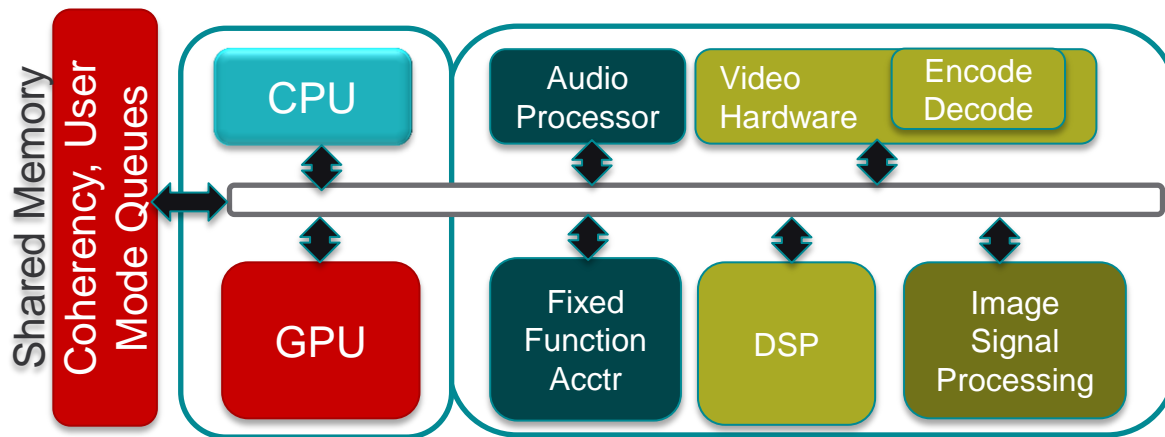 Shared Memory
Coherency, User
Mode Queues
CPU
GPU
Audio
Processor
Video
Hardware
Encode
Decode
Fixed
Function
Acctr
DSP
Image
Signal
Processing